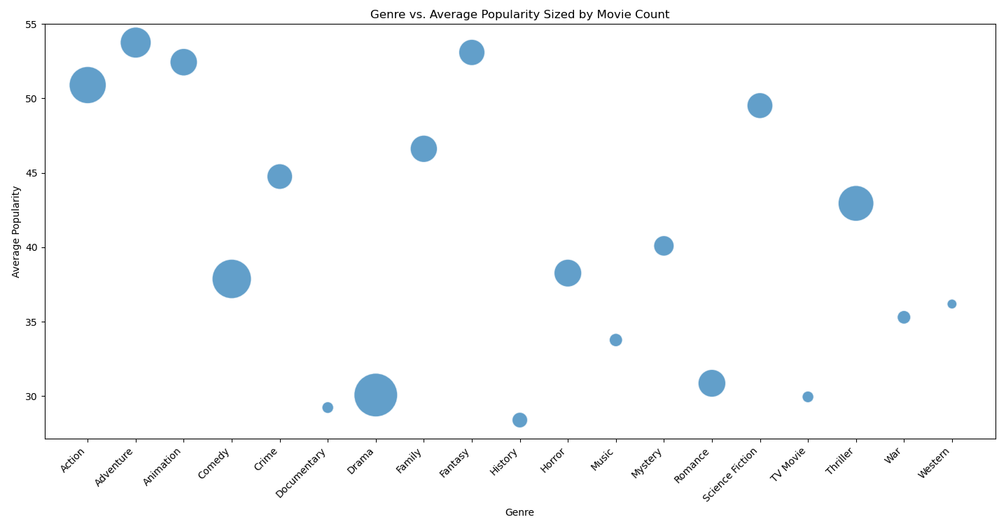 Genre vs. Average Popularity Sized by Movie Count
Average Popularity
55
50
45
40
35
30
Action
Adventure
Animation
Comedy
Crime
Documentary
Drama
Family
Fantasy
History
Horror
Music
Mystery
Romance
Science Fiction
TV Movie
Thriller
War
Western
Genre